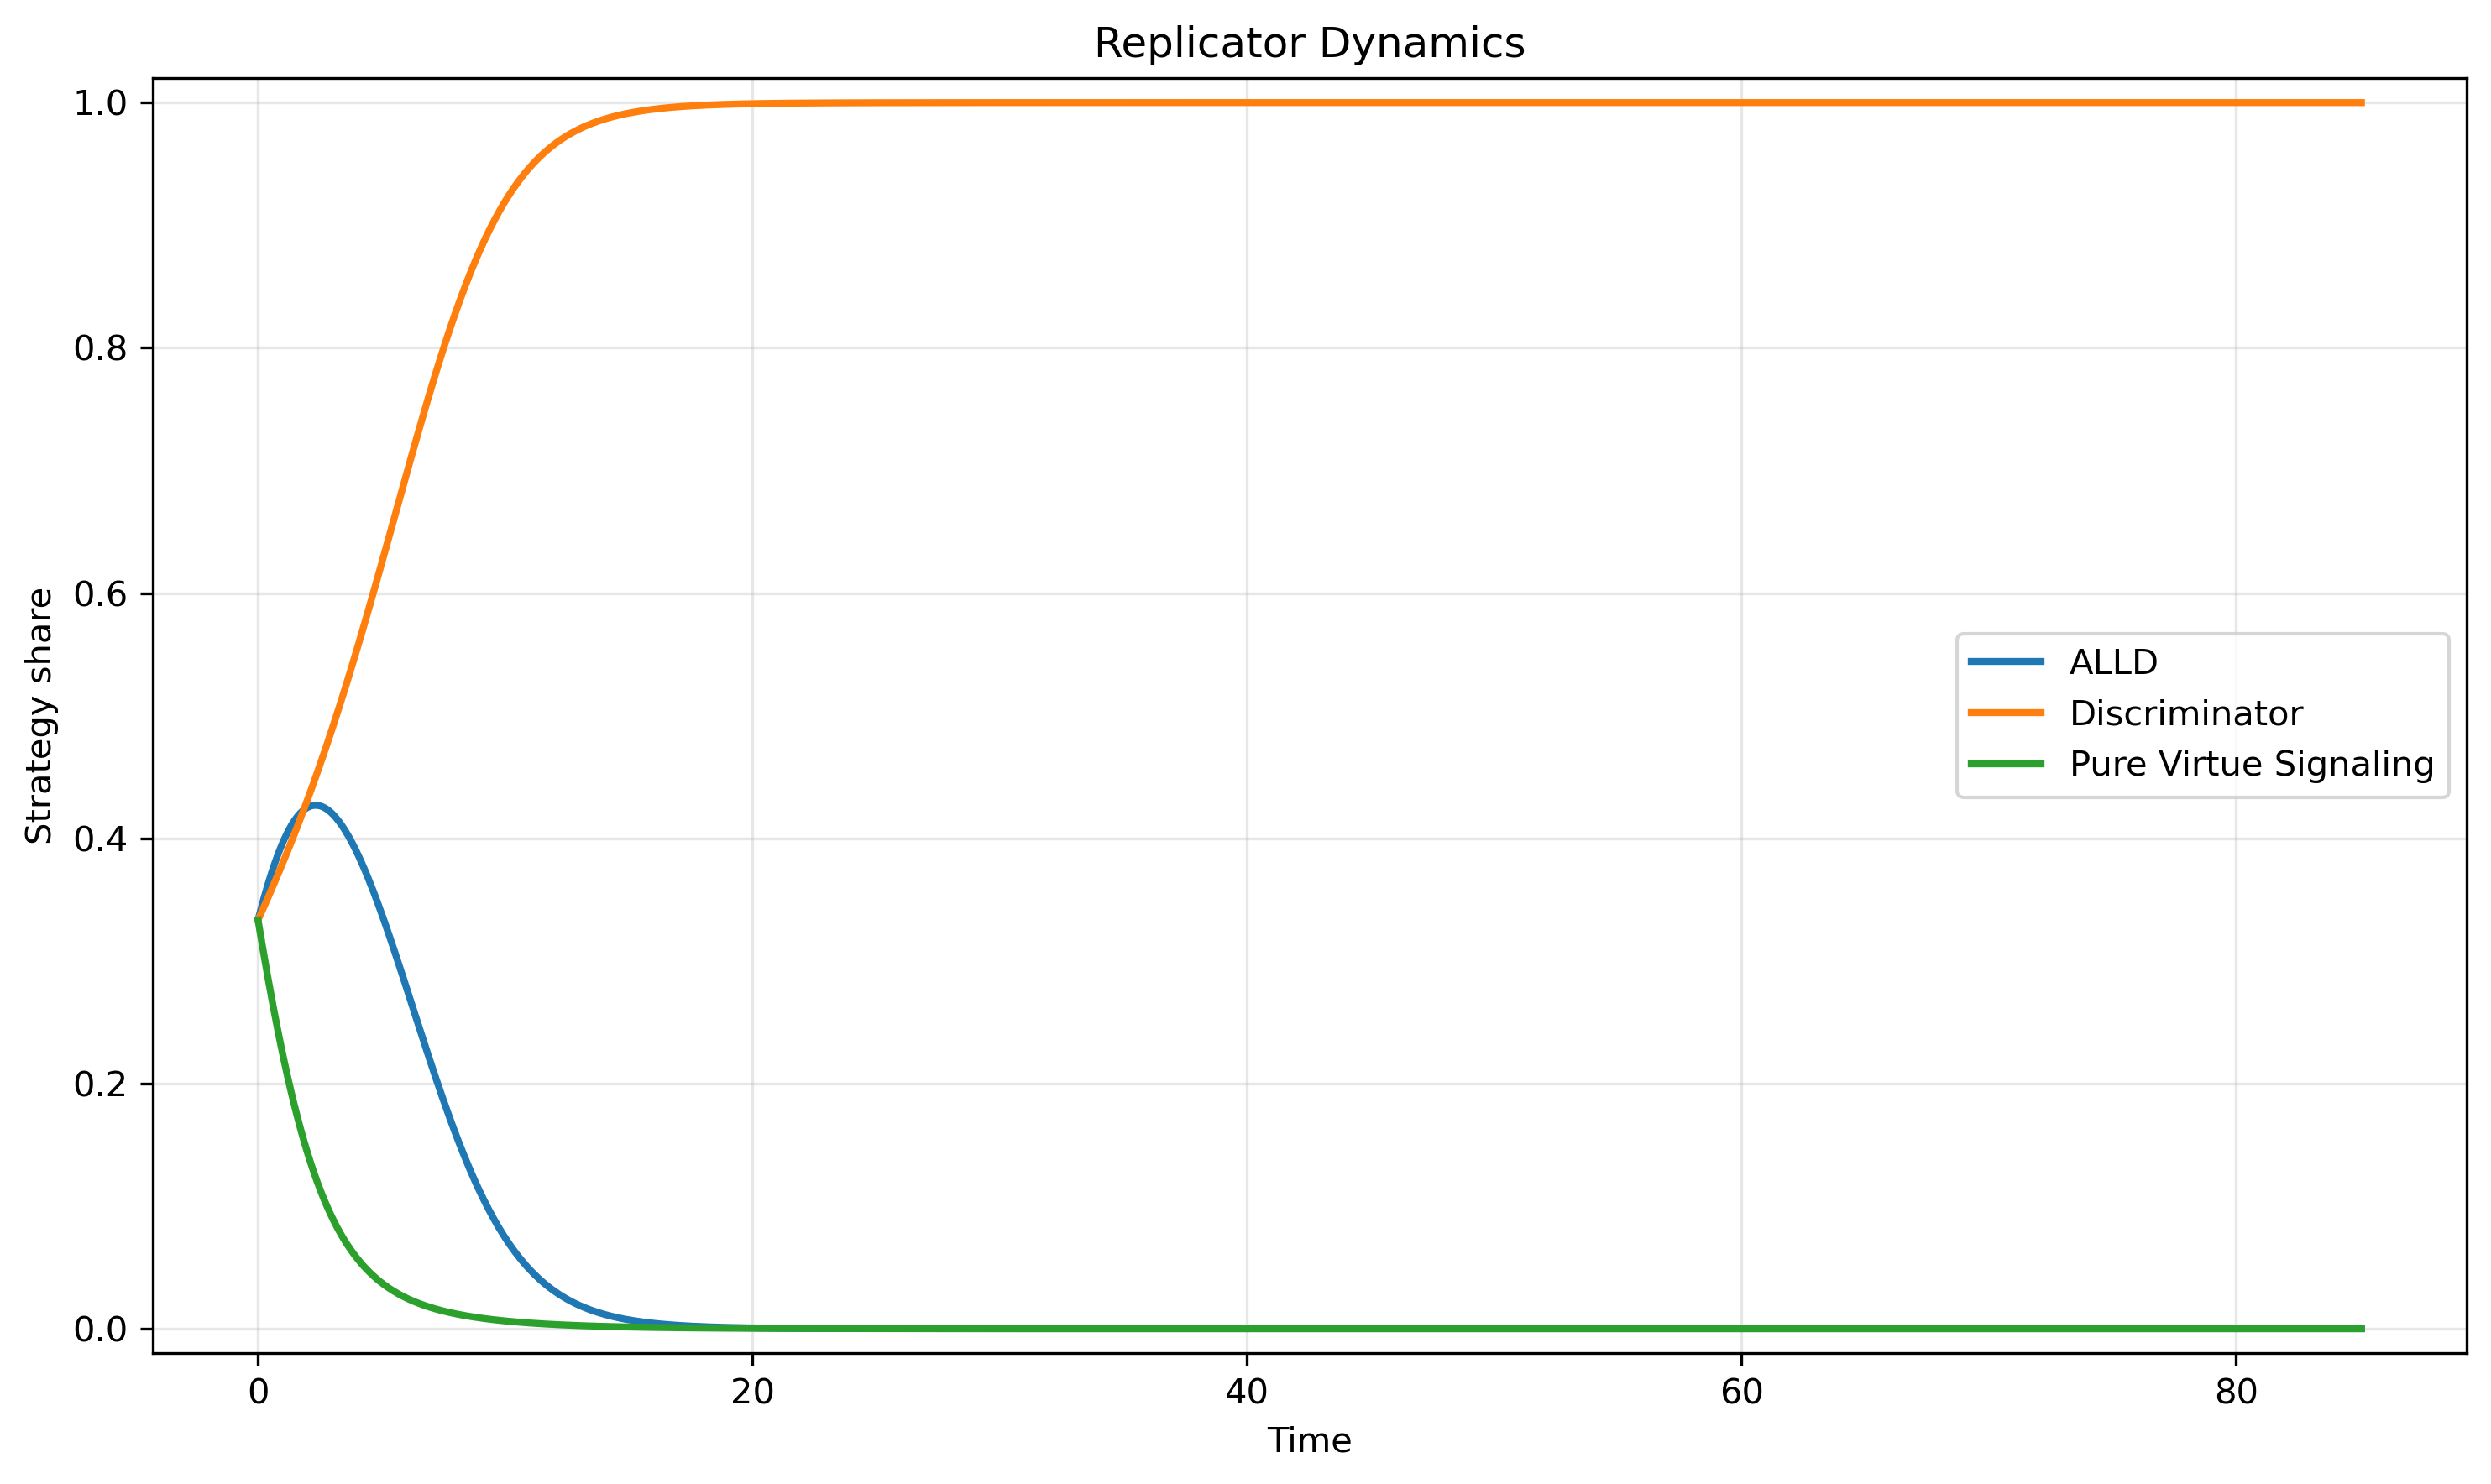 Replicator Dynamics
1.0
0.8
0.6
0.4
0.2
0.0
Strategy share
ALLD
Discriminator
Pure Virtue Signaling
0 20 40 60 80
Time